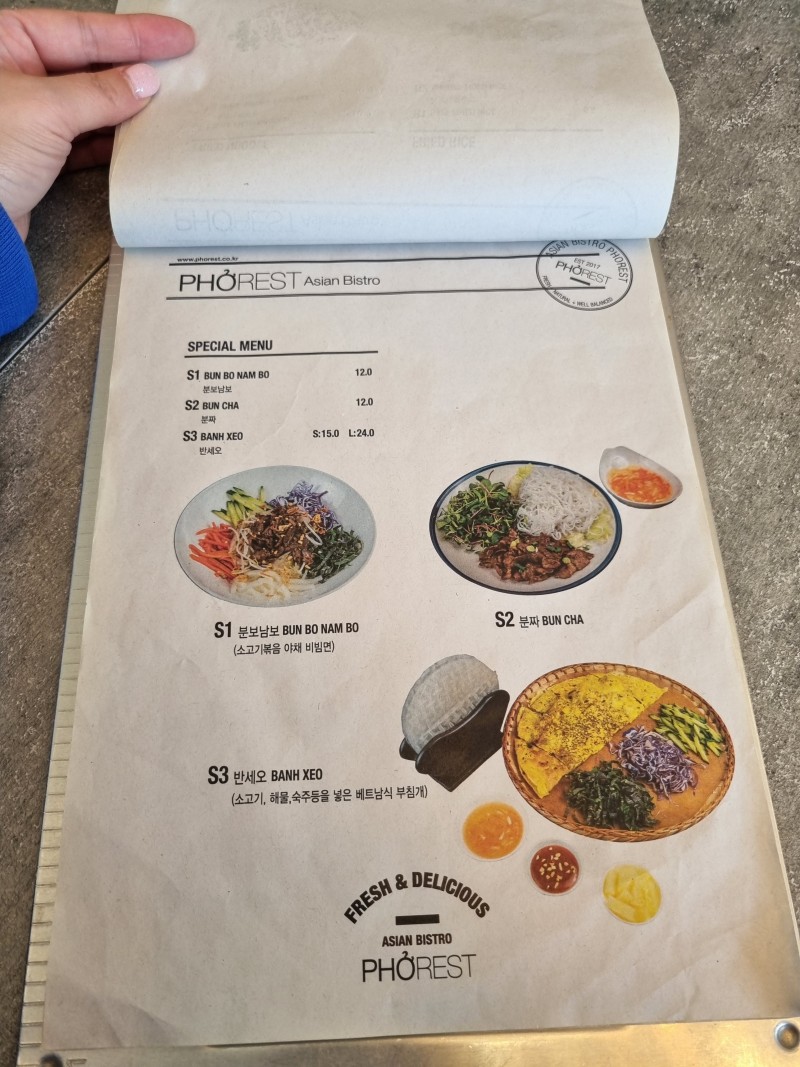 www.phorest.co.kr
PHỞREST Asian Bistro
ASIAN BISTRO PHOREST
EST 2017
PHỞREST
NATURAL + WELL BALANCED
SPECIAL MENU
S1 BUN BO NAM BO 12.0
분보남보
S2 BUN CHA 12.0
분짜
S3 BANH XEO S:15.0 L:24.0
반세오
S1 분보남보 BUN BO NAM BO
(소고기볶음 야채 비빔면)
S2 분짜 BUN CHA
S3 반세오 BANH XEO
(소고기, 해물,숙주등을 넣은 베트남식 부침개)
FRESH & DELICIOUS
ASIAN BISTRO
PHỞREST